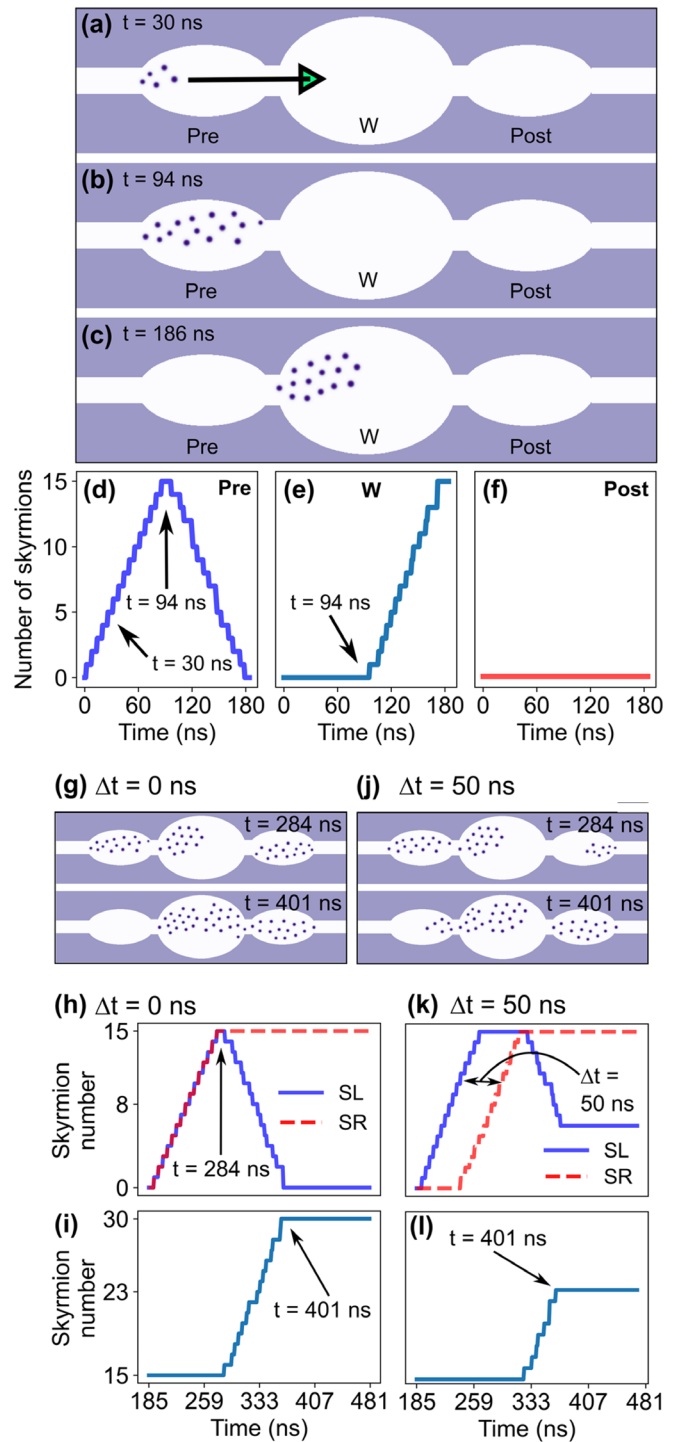 (a) t = 30 ns
Pre
W
Post
(b) t = 94 ns
Pre
W
Post
(c) t = 186 ns
Pre
W
Post
Number of skyrmions
15
10
5
0
(d) Pre
t = 94 ns
t = 30 ns
0 60 120 180
Time (ns)
(e) W
t = 94 ns
0 60 120 180
Time (ns)
(f) Post
0 60 120 180
Time (ns)
(g) Δt = 0 ns
t = 284 ns
t = 401 ns
(j) Δt = 50 ns
t = 284 ns
t = 401 ns
(h) Δt = 0 ns
Skyrmion
number
15
8
0
SL
SR
t = 284 ns
(k) Δt = 50 ns
Δt =
50 ns
SL
SR
(i)
Skyrmion
number
30
23
15
t = 401 ns
185 259 333 407 481
Time (ns)
(l)
t = 401 ns
185 259 333 407 481
Time (ns)